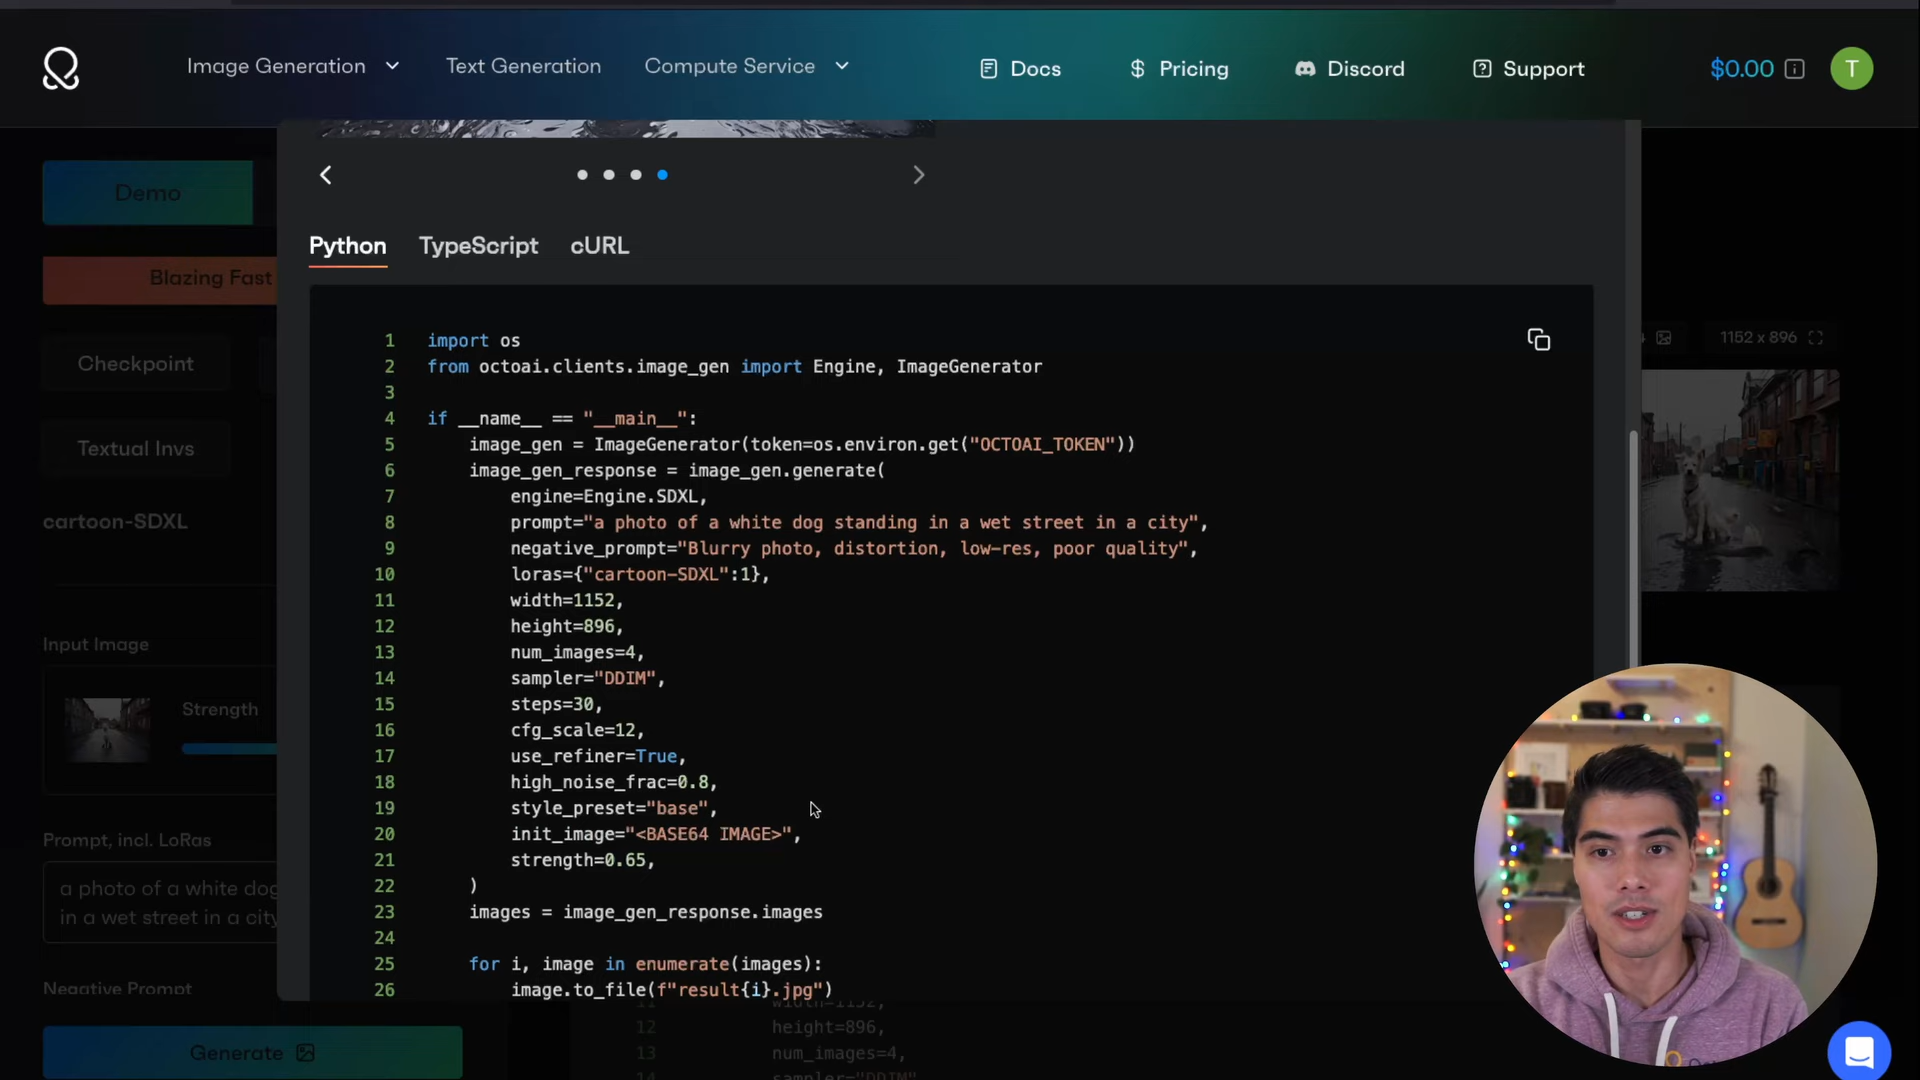 Image Generation
Text Generation
Compute Service
Docs
Pricing
Discord
Support
$0.00
T
Demo
Blazing Fast
Checkpoint
Textual Invs
cartoon-SDXL
Input Image
Strength
Prompt, incl. LoRas
a photo of a white dog
in a wet street in a city
Negative Prompt
Generate
1152 x 896
Python TypeScript cURL
1 import os
2 from octoai.clients.image_gen import Engine, ImageGenerator
3
4 if __name__ == "__main__":
5 image_gen = ImageGenerator(token=os.environ.get("OCTOAI_TOKEN"))
6 image_gen_response = image_gen.generate(
7 engine=Engine.SDXL,
8 prompt="a photo of a white dog standing in a wet street in a city",
9 negative_prompt="Blurry photo, distortion, low-res, poor quality",
10 loras={"cartoon-SDXL":1},
11 width=1152,
12 height=896,
13 num_images=4,
14 sampler="DDIM",
15 steps=30,
16 cfg_scale=12,
17 use_refiner=True,
18 high_noise_frac=0.8,
19 style_preset="base",
20 init_image="<BASE64 IMAGE>",
21 strength=0.65,
22 )
23 images = image_gen_response.images
24
25 for i, image in enumerate(images):
26 image.to_file(f"result{i}.jpg")
11 width=1152,
12 height=896,
13 num_images=4,
14 sampler="DDIM"